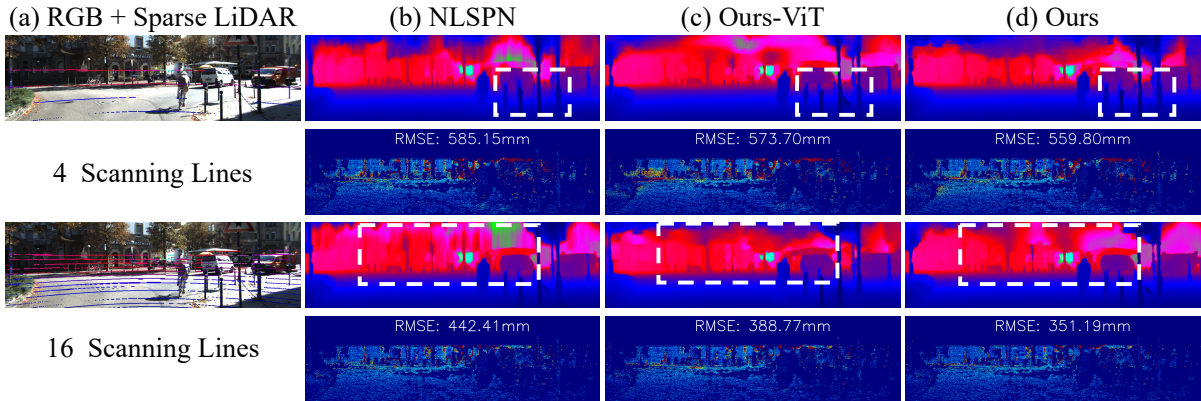 (a) RGB + Sparse LiDAR (b) NLSPN (c) Ours-ViT (d) Ours
RMSE: 585.15mm RMSE: 573.70mm RMSE: 559.80mm
4 Scanning Lines
RMSE: 442.41mm RMSE: 388.77mm RMSE: 351.19mm
16 Scanning Lines